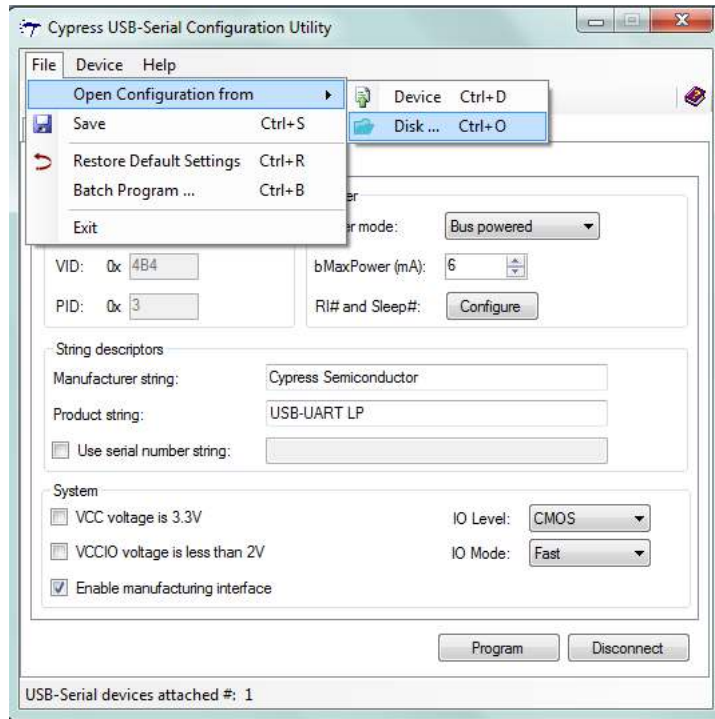 Cypress USB-Serial Configuration Utility
File Device Help
Open Configuration from
Device Ctrl+D
Disk ... Ctrl+O
Save Ctrl+S
Restore Default Settings Ctrl+R
Batch Program ... Ctrl+B
Exit
mode: Bus powered
VID: 0x 4B4
bMaxPower (mA): 6
PID: 0x 3
RI# and Sleep#: Configure
String descriptors
Manufacturer string: Cypress Semiconductor
Product string: USB-UART LP
Use serial number string:
System
VCC voltage is 3.3V
IO Level: CMOS
VCCIO voltage is less than 2V
IO Mode: Fast
Enable manufacturing interface
Program Disconnect
USB-Serial devices attached #: 1